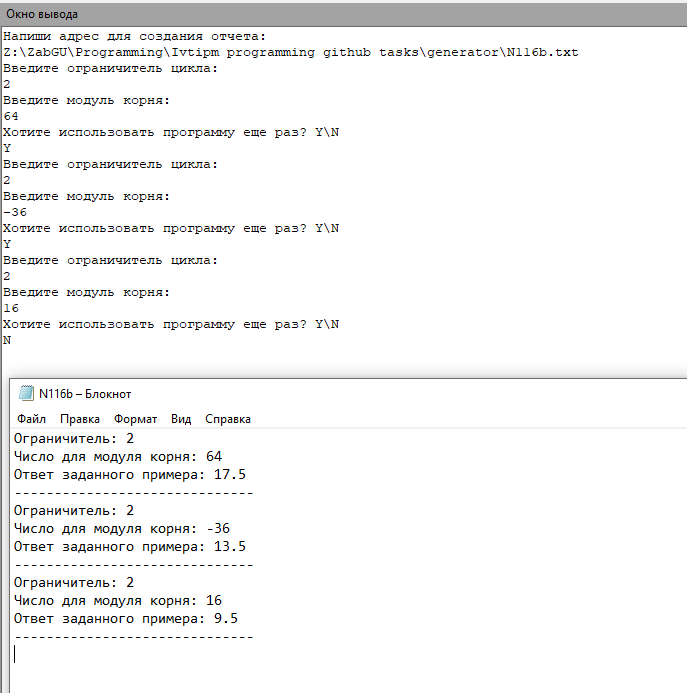 Окно вывода
Напиши адрес для создания отчета:
Z:\ZabGU\Programming\Ivtipm programming github tasks\generator\N116b.txt
Введите ограничитель цикла:
2
Введите модуль корня:
64
Хотите использовать программу еще раз? Y\N
Y
Введите ограничитель цикла:
2
Введите модуль корня:
-36
Хотите использовать программу еще раз? Y\N
Y
Введите ограничитель цикла:
2
Введите модуль корня:
16
Хотите использовать программу еще раз? Y\N
N
N116b – Блокнот
Файл Правка Формат Вид Справка
Ограничитель: 2
Число для модуля корня: 64
Ответ заданного примера: 17.5
------------------------------
Ограничитель: 2
Число для модуля корня: -36
Ответ заданного примера: 13.5
------------------------------
Ограничитель: 2
Число для модуля корня: 16
Ответ заданного примера: 9.5
------------------------------